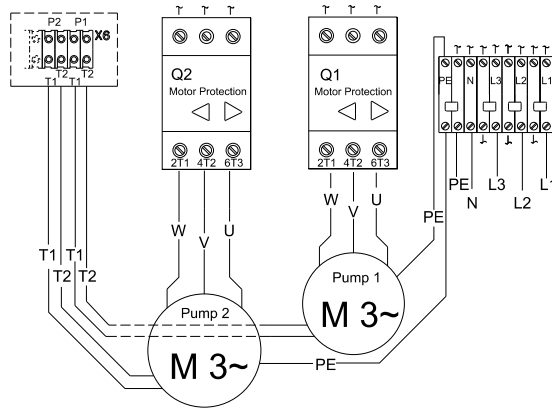 P2 P1
X6
T2 T2
T1 T1
Q2
Motor Protection
2T1 4T2 6T3
W V U
Q1
Motor Protection
2T1 4T2 6T3
W V U
PE N L3 L2 L1
PE L3 L1
N L2
PE
T1 T1
T2 T2
Pump 1
M 3~
Pump 2
M 3~
PE